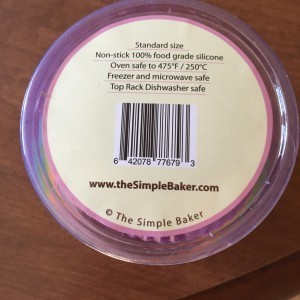 Standard size
Non-stick 100% food grade silicone
Oven safe to 475°F / 250°C
Freezer and microwave safe
Top Rack Dishwasher safe
6 42078 77679 3
www.theSimpleBaker.com
© The Simple Baker